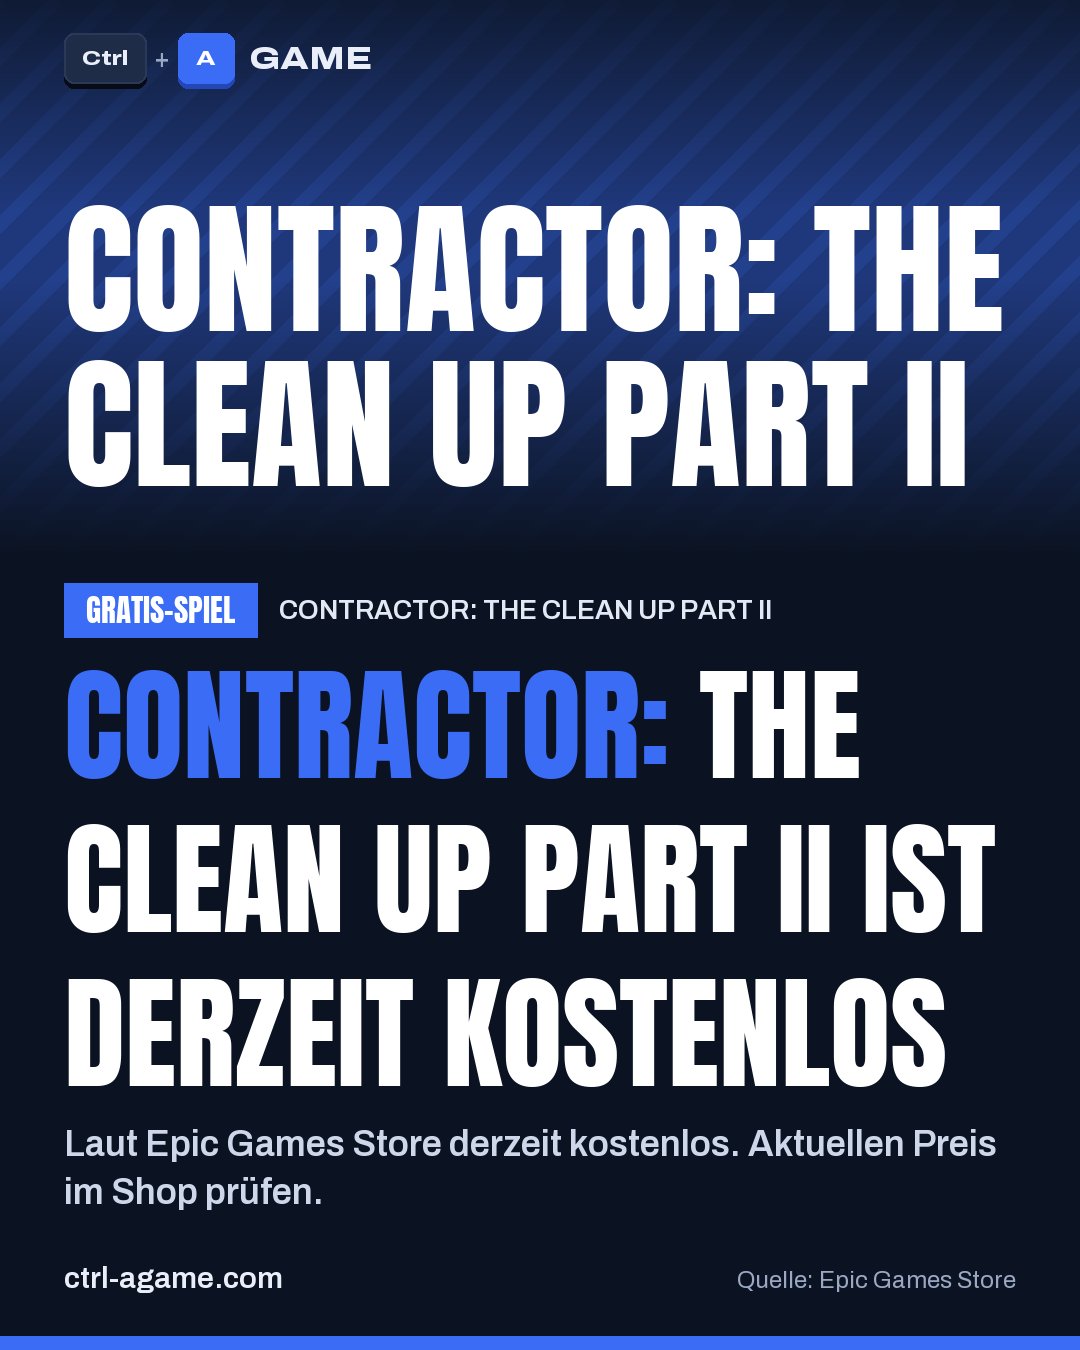 Ctrl + A GAME
CONTRACTOR: THE
CLEAN UP PART II
GRATIS-SPIEL CONTRACTOR: THE CLEAN UP PART II
CONTRACTOR: THE
CLEAN UP PART II IST
DERZEIT KOSTENLOS
Laut Epic Games Store derzeit kostenlos. Aktuellen Preis
im Shop prüfen.
ctrl-agame.com Quelle: Epic Games Store